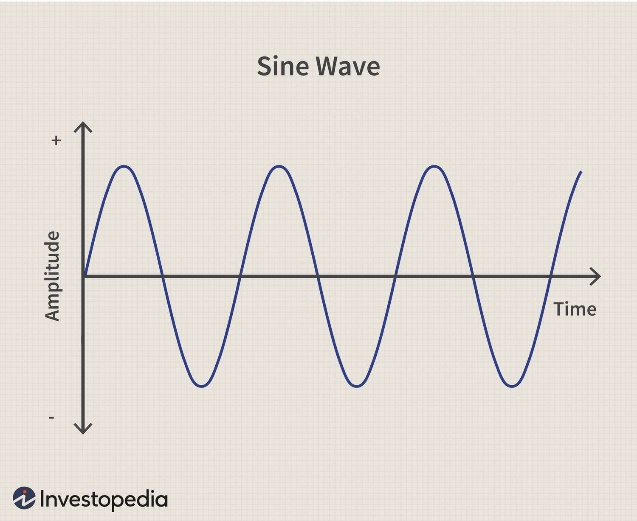 Sine Wave
+
Amplitude
Time
-
Investopedia